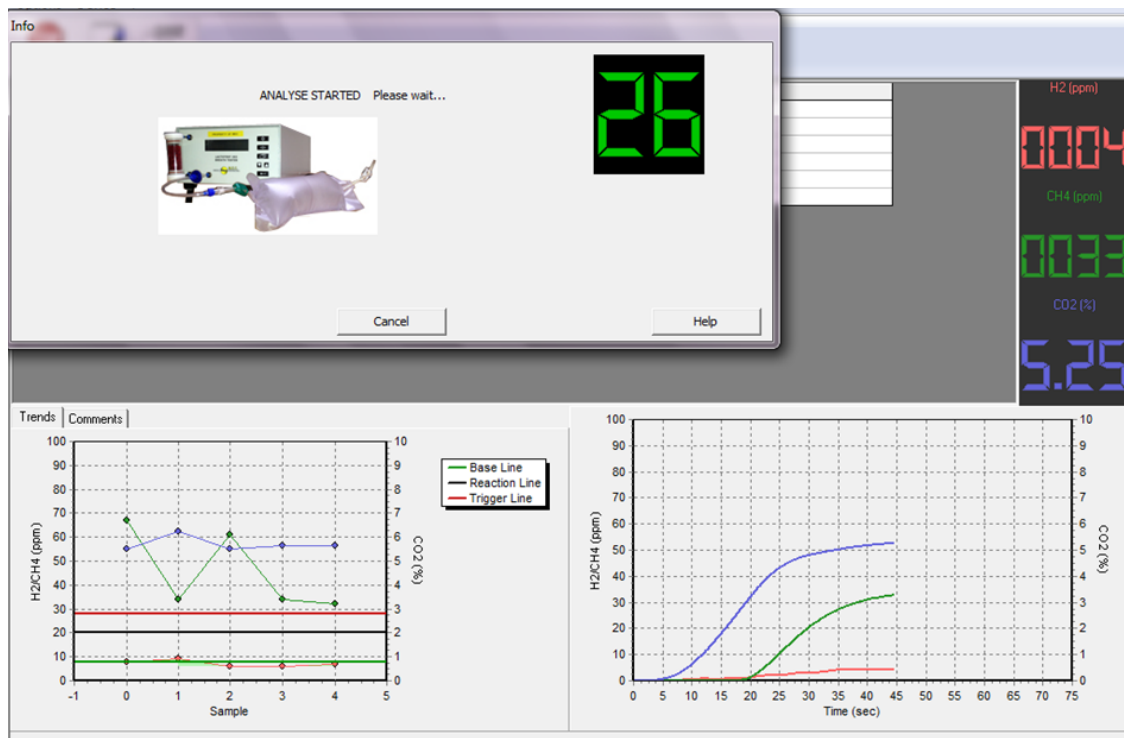 Info
ANALYSE STARTED Please wait...
26
Cancel
Help
H2 (ppm)
0004
CH4 (ppm)
0033
CO2 (%)
5.25
Trends
Comments
100
90
80
70
60
50
40
30
20
10
0
H2/CH4 (ppm)
10
9
8
7
6
5
4
3
2
1
0
CO2 (%)
-1 0 1 2 3 4 5
Sample
Base Line
Reaction Line
Trigger Line
100
90
80
70
60
50
40
30
20
10
0
H2/CH4 (ppm)
10
9
8
7
6
5
4
3
2
1
0
CO2 (%)
0 5 10 15 20 25 30 35 40 45 50 55 60 65 70 75
Time (sec)